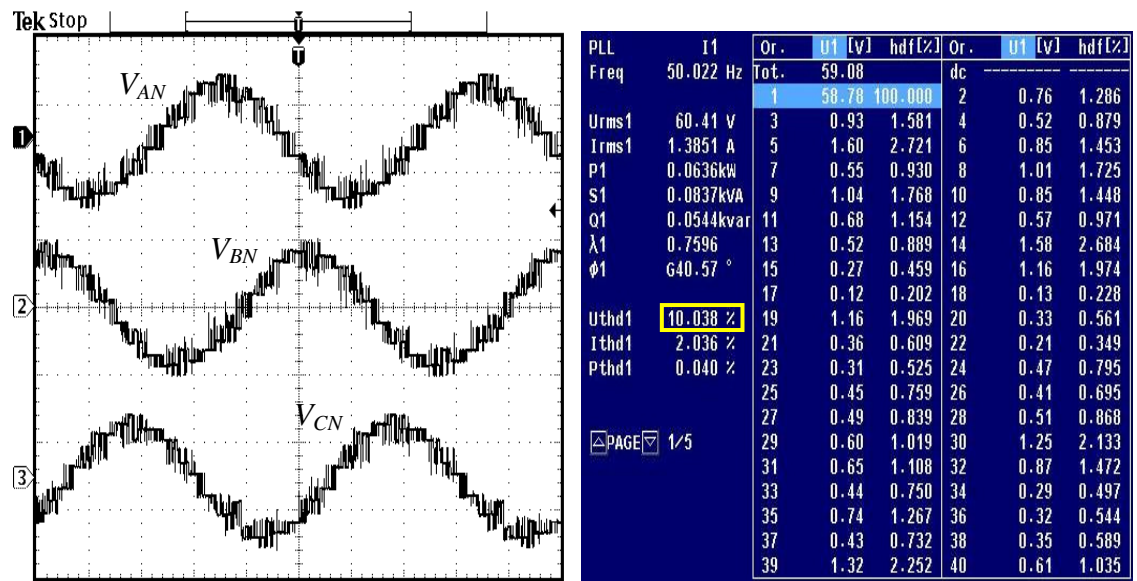 Tek Stop
T
T
V_AN
1
V_BN
2
V_CN
3
PLL I1 Or. U1 [V] hdf[%] Or. U1 [V] hdf[%]
Freq 50.022 Hz Tot. 59.08 dc -------- --------
1 58.78 100.000 2 0.76 1.286
Urms1 60.41 V 3 0.93 1.581 4 0.52 0.879
Irms1 1.3851 A 5 1.60 2.721 6 0.85 1.453
P1 0.0636kW 7 0.55 0.930 8 1.01 1.725
S1 0.0837kVA 9 1.04 1.768 10 0.85 1.448
Q1 0.0544kvar 11 0.68 1.154 12 0.57 0.971
λ1 0.7596 13 0.52 0.889 14 1.58 2.684
φ1 G40.57 ° 15 0.27 0.459 16 1.16 1.974
17 0.12 0.202 18 0.13 0.228
Uthd1 10.038 % 19 1.16 1.969 20 0.33 0.561
Ithd1 2.036 % 21 0.36 0.609 22 0.21 0.349
Pthd1 0.040 % 23 0.31 0.525 24 0.47 0.795
25 0.45 0.759 26 0.41 0.695
27 0.49 0.839 28 0.51 0.868
△PAGE▽ 1/5 29 0.60 1.019 30 1.25 2.133
31 0.65 1.108 32 0.87 1.472
33 0.44 0.750 34 0.29 0.497
35 0.74 1.267 36 0.32 0.544
37 0.43 0.732 38 0.35 0.589
39 1.32 2.252 40 0.61 1.035